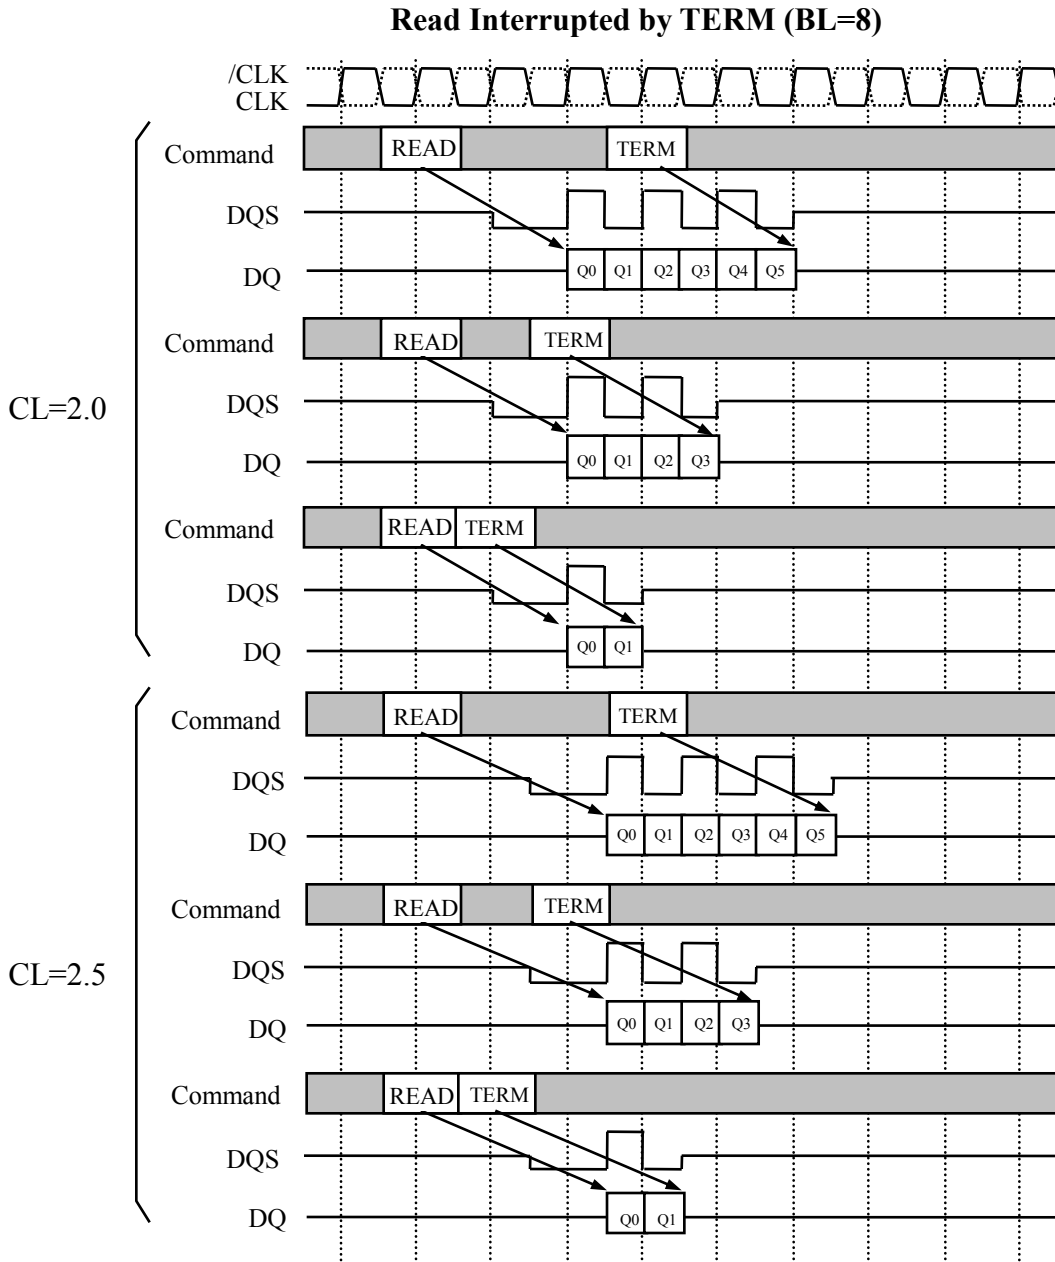 Read Interrupted by TERM (BL=8)
/CLK
CLK
Command READ TERM
DQS
DQ Q0 Q1 Q2 Q3 Q4 Q5
Command READ TERM
CL=2.0
DQS
DQ Q0 Q1 Q2 Q3
Command READ TERM
DQS
DQ Q0 Q1
Command READ TERM
DQS
DQ Q0 Q1 Q2 Q3 Q4 Q5
Command READ TERM
CL=2.5
DQS
DQ Q0 Q1 Q2 Q3
Command READ TERM
DQS
DQ Q0 Q1